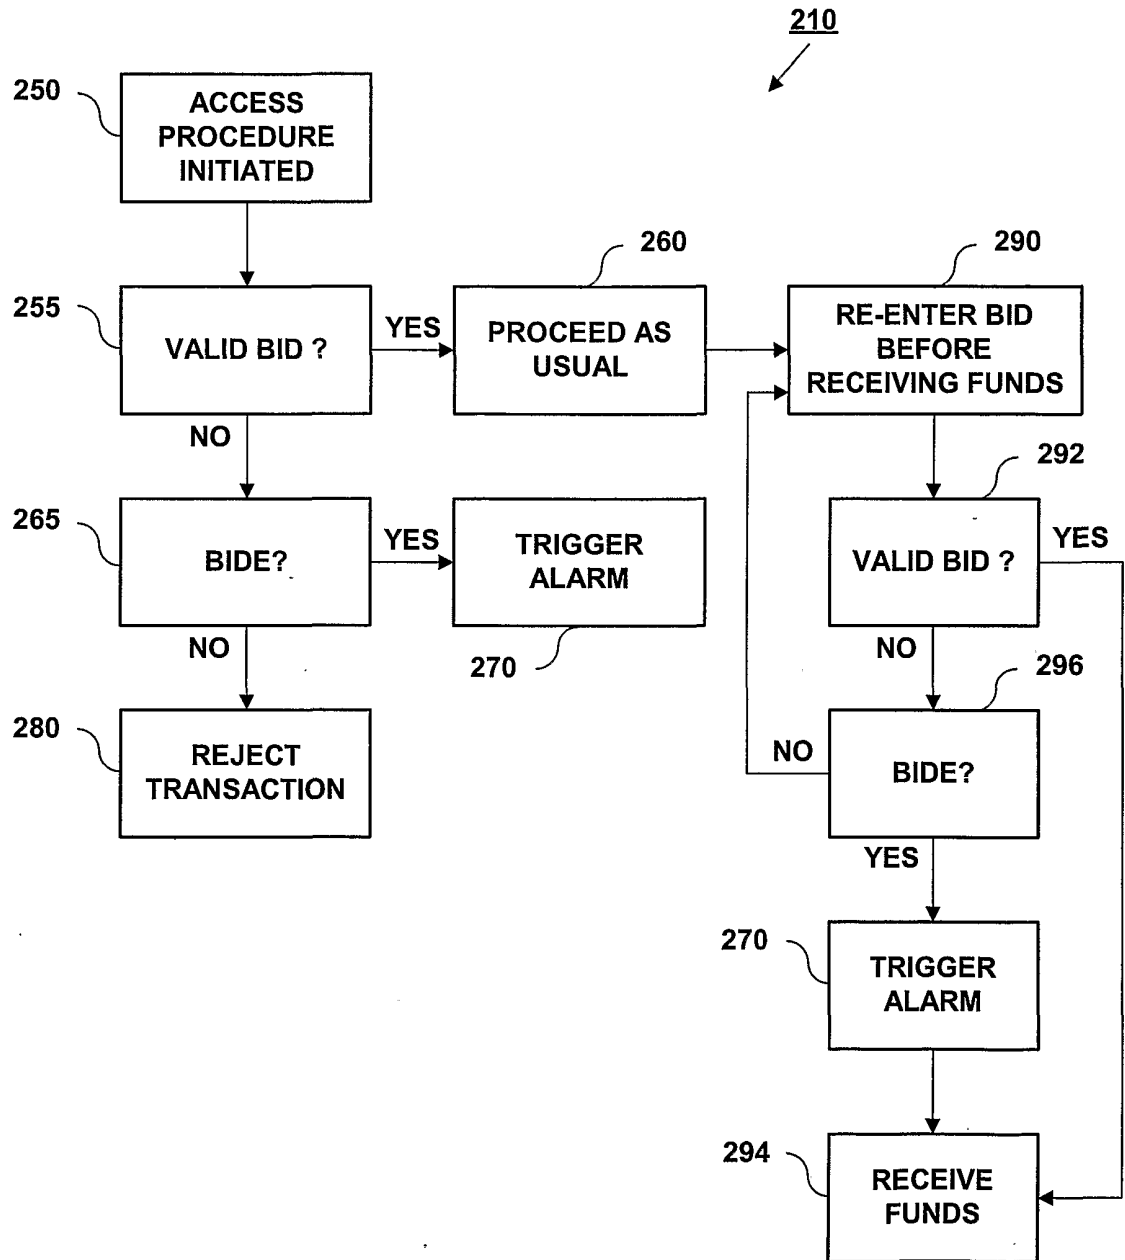 210
250
ACCESS
PROCEDURE
INITIATED
260
290
255
VALID BID ?
YES
PROCEED AS
USUAL
RE-ENTER BID
BEFORE
RECEIVING FUNDS
NO
292
265
BIDE?
YES
TRIGGER
ALARM
270
VALID BID ?
YES
NO
NO
296
280
REJECT
TRANSACTION
NO
BIDE?
YES
270
TRIGGER
ALARM
294
RECEIVE
FUNDS